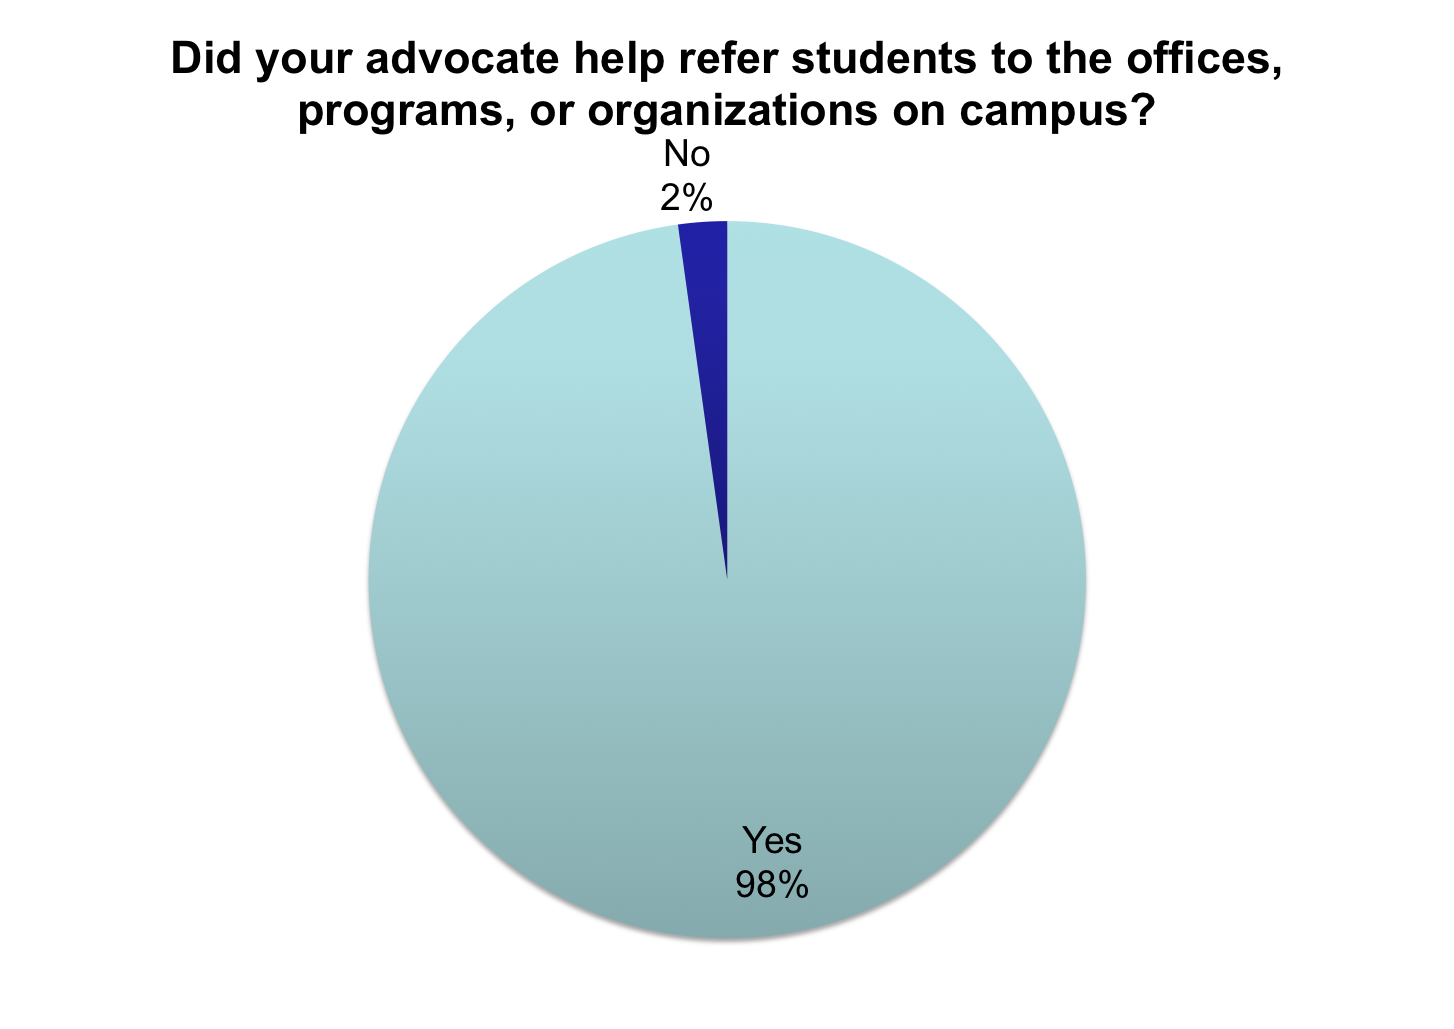 Did your advocate help refer students to the offices,
programs, or organizations on campus?
No
2%
Yes
98%